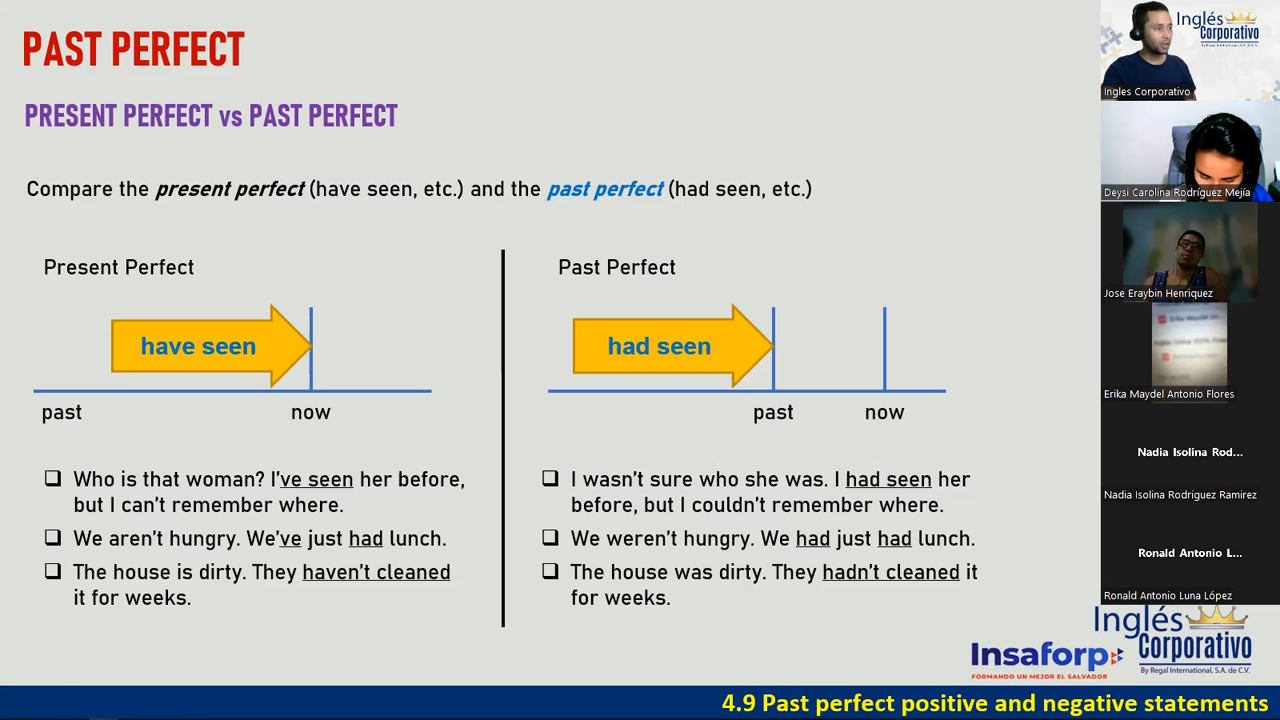 PAST PERFECT
PRESENT PERFECT vs PAST PERFECT
Compare the present perfect (have seen, etc.) and the past perfect (had seen, etc.)
Present Perfect
have seen
past
now
❑ Who is that woman? I've seen her before,
but I can't remember where.
❑ We aren't hungry. We've just had lunch.
❑ The house is dirty. They haven't cleaned
it for weeks.
Past Perfect
had seen
past
now
❑ I wasn't sure who she was. I had seen her
before, but I couldn't remember where.
❑ We weren't hungry. We had just had lunch.
❑ The house was dirty. They hadn't cleaned it
for weeks.
Inglés
Corporativo
By Regal International, S.A. de C.V.
Ingles Corporativo
Deysi Carolina Rodríguez Mejía
Jose Eraybin Henriquez
Erika Maydel Antonio Flores
Nadia Isolina Rod...
Nadia Isolina Rodriguez Ramirez
Ronald Antonio L...
Ronald Antonio Luna López
Insaforp
FORMANDO UN MEJOR EL SALVADOR
Inglés
Corporativo
By Regal International, S.A. de C.V.
4.9 Past perfect positive and negative statements